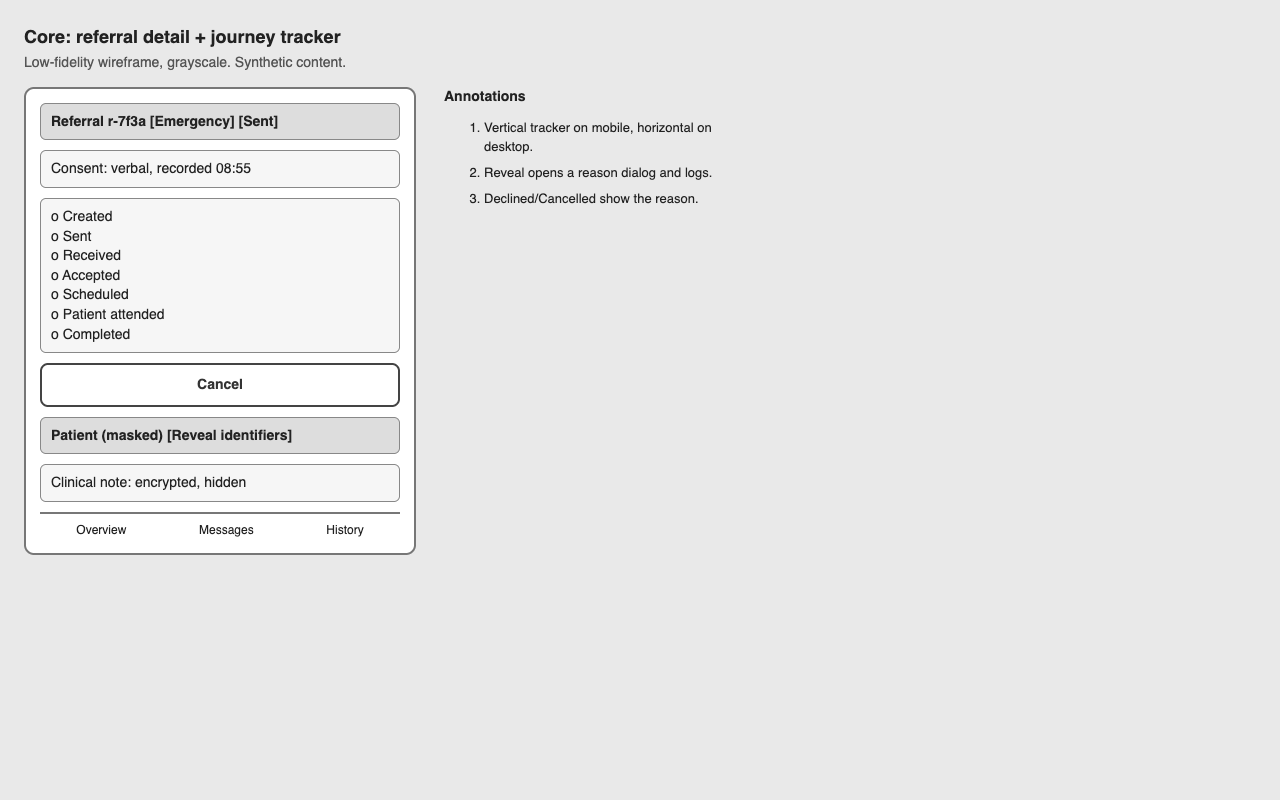 Core: referral detail + journey tracker
Low-fidelity wireframe, grayscale. Synthetic content.
Referral r-7f3a [Emergency] [Sent]
Consent: verbal, recorded 08:55
o Created
o Sent
o Received
o Accepted
o Scheduled
o Patient attended
o Completed
Cancel
Patient (masked) [Reveal identifiers]
Clinical note: encrypted, hidden
Overview Messages History
Annotations
1. Vertical tracker on mobile, horizontal on
desktop.
2. Reveal opens a reason dialog and logs.
3. Declined/Cancelled show the reason.